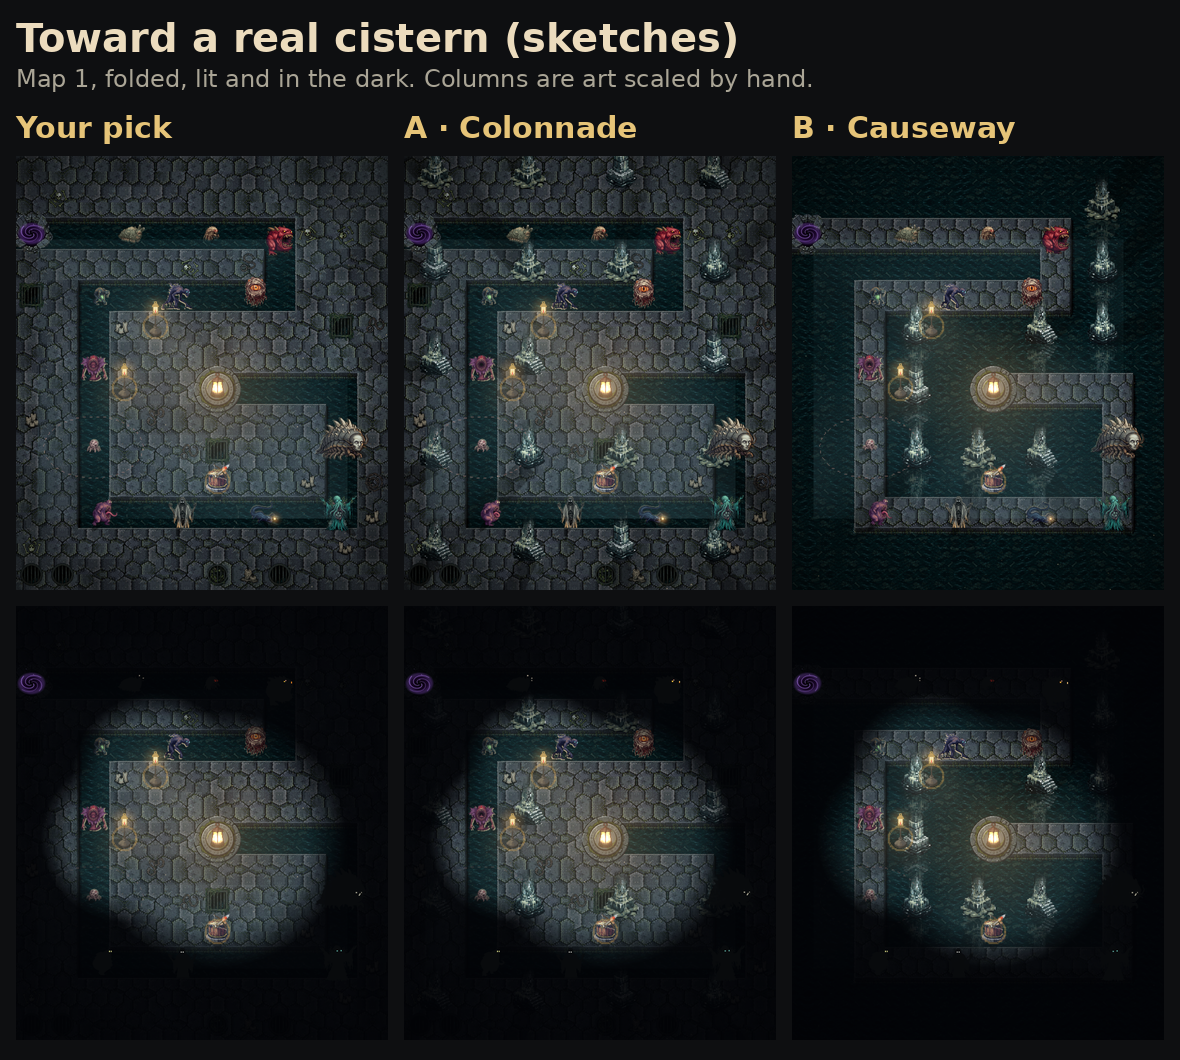 Toward a real cistern (sketches)
Map 1, folded, lit and in the dark. Columns are art scaled by hand.
Your pick
A · Colonnade
B · Causeway